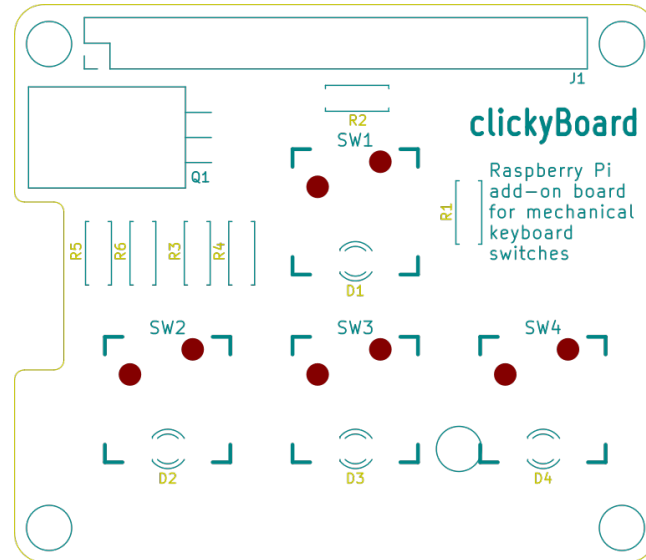 J1
R2
clickyBoard
SW1
Q1
Raspberry Pi
add-on board
for mechanical
keyboard
switches
R1
R5
R6
R3
R4
D1
SW2
SW3
SW4
D2
D3
D4